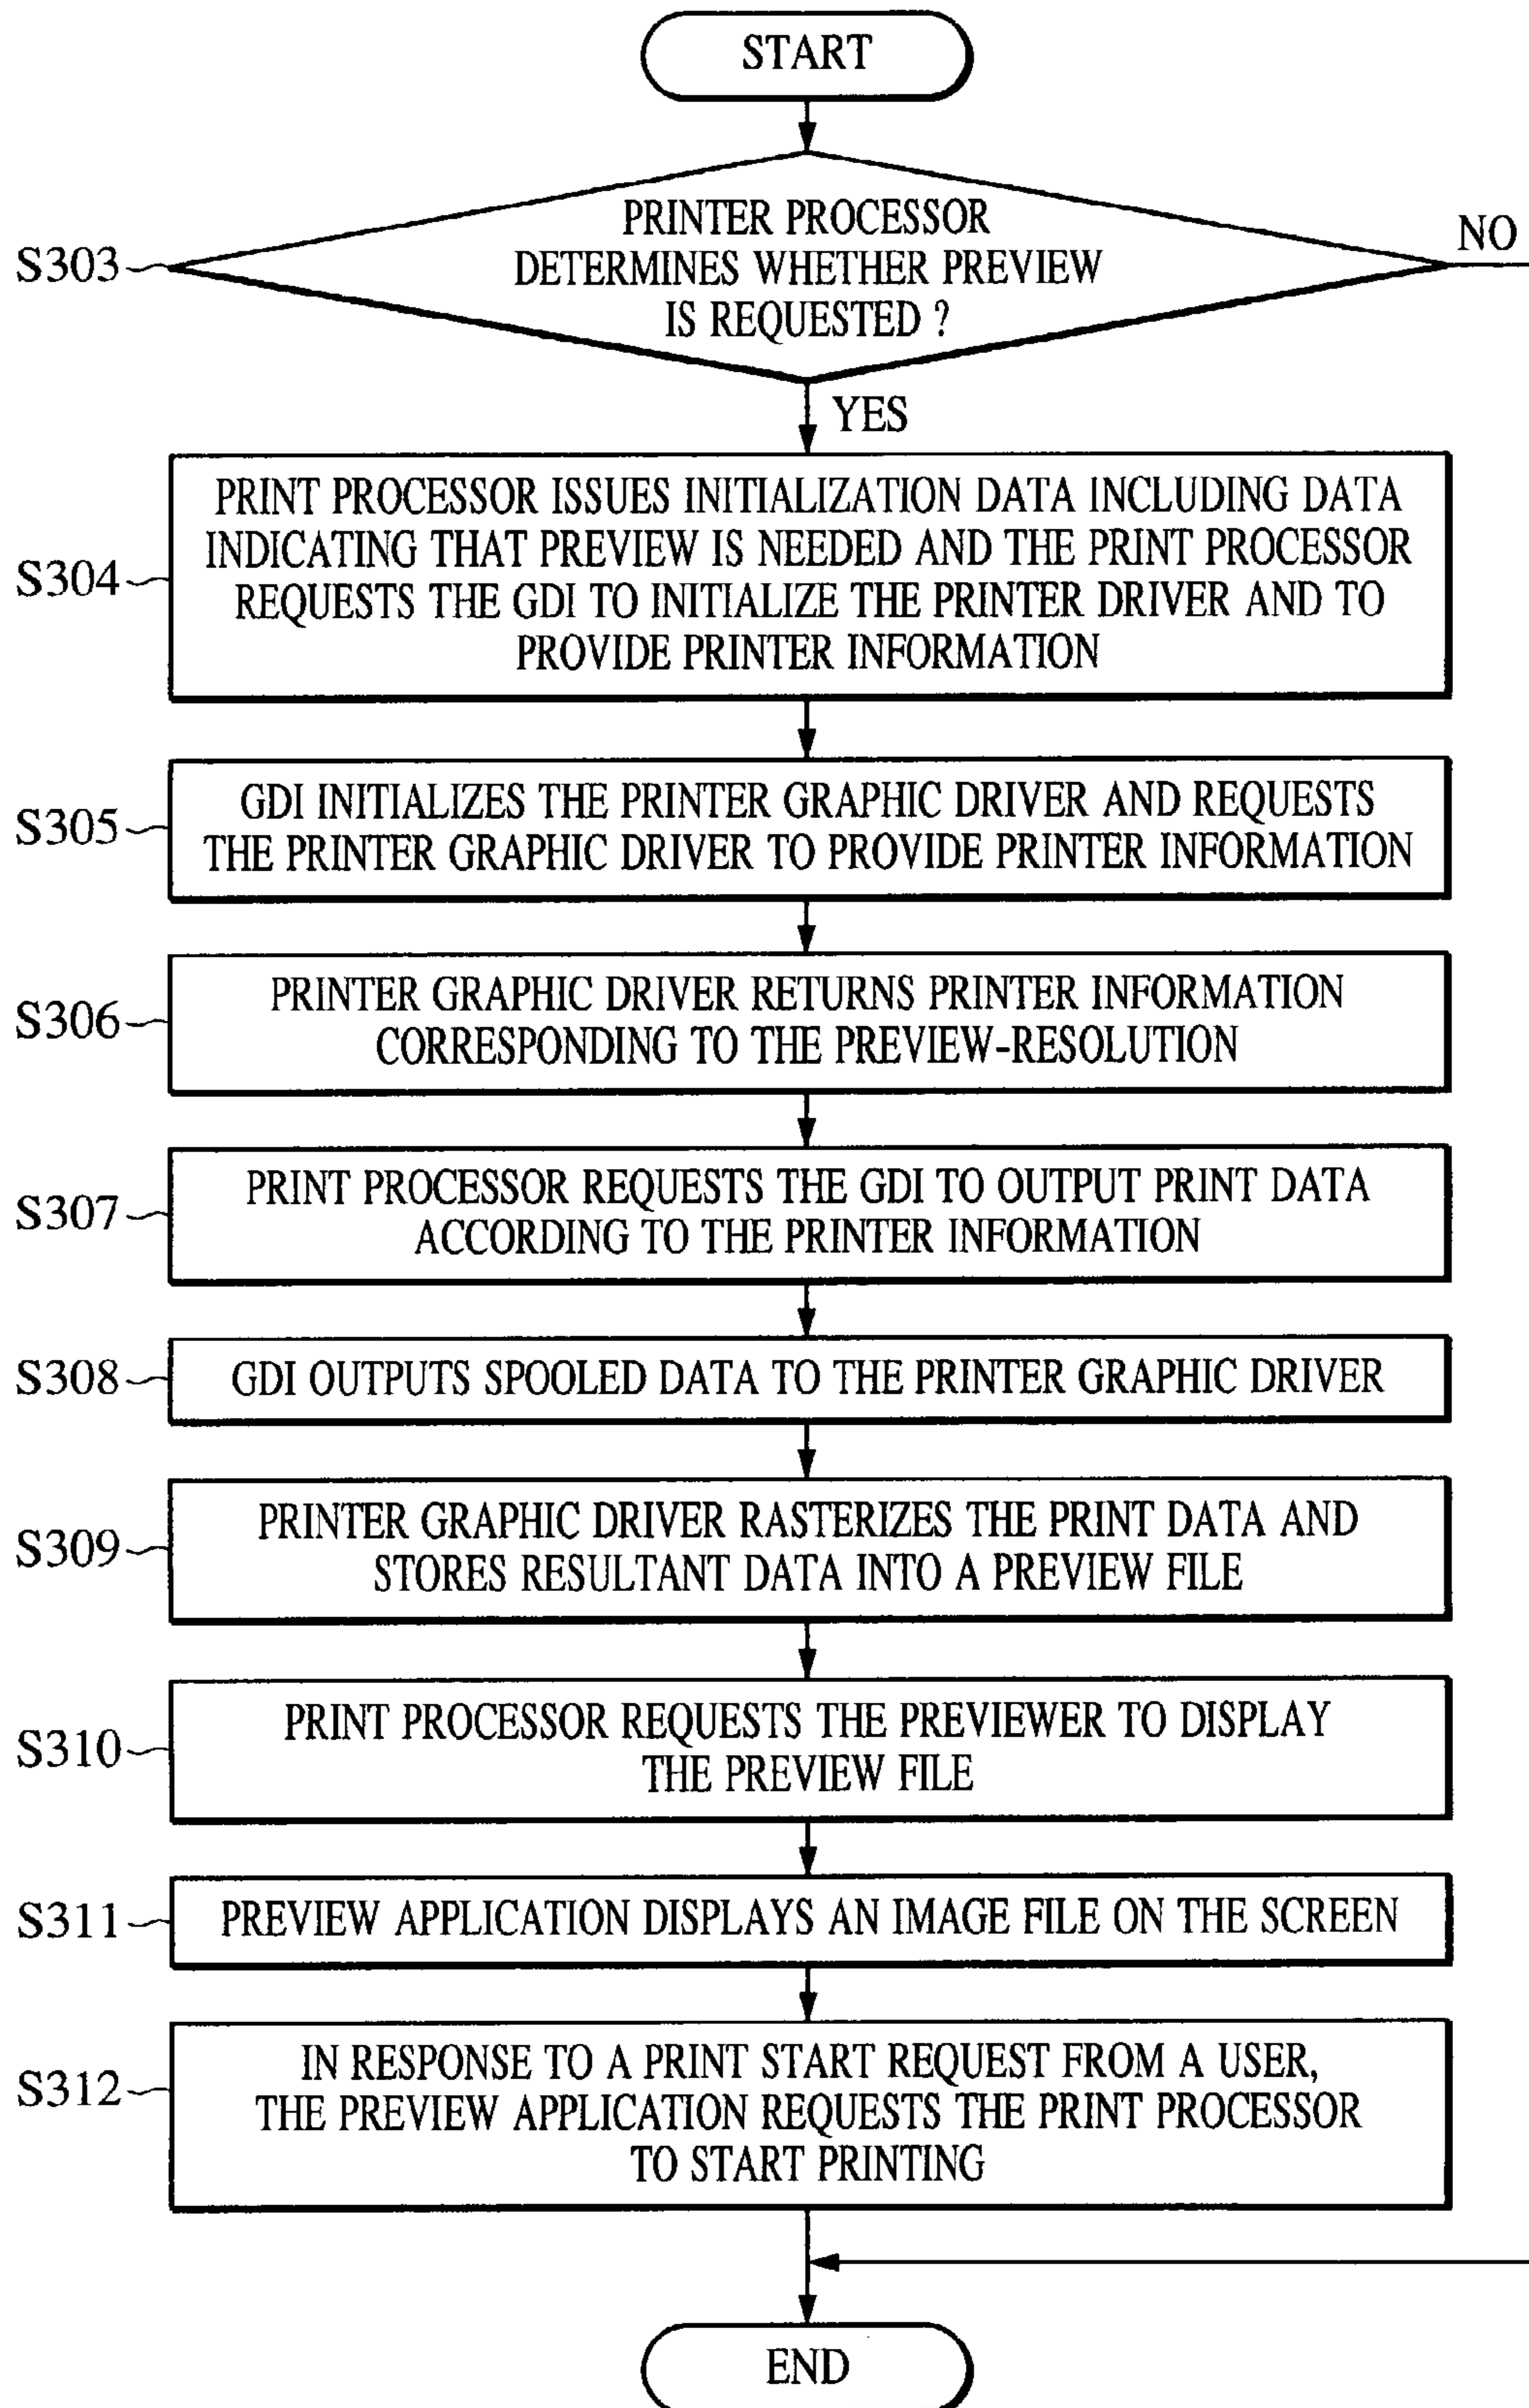 START
PRINTER PROCESSOR
DETERMINES WHETHER PREVIEW
IS REQUESTED ?
NO
S303
YES
PRINT PROCESSOR ISSUES INITIALIZATION DATA INCLUDING DATA
INDICATING THAT PREVIEW IS NEEDED AND THE PRINT PROCESSOR
REQUESTS THE GDI TO INITIALIZE THE PRINTER DRIVER AND TO
PROVIDE PRINTER INFORMATION
S304
GDI INITIALIZES THE PRINTER GRAPHIC DRIVER AND REQUESTS
THE PRINTER GRAPHIC DRIVER TO PROVIDE PRINTER INFORMATION
S305
PRINTER GRAPHIC DRIVER RETURNS PRINTER INFORMATION
CORRESPONDING TO THE PREVIEW-RESOLUTION
S306
PRINT PROCESSOR REQUESTS THE GDI TO OUTPUT PRINT DATA
ACCORDING TO THE PRINTER INFORMATION
S307
GDI OUTPUTS SPOOLED DATA TO THE PRINTER GRAPHIC DRIVER
S308
PRINTER GRAPHIC DRIVER RASTERIZES THE PRINT DATA AND
STORES RESULTANT DATA INTO A PREVIEW FILE
S309
PRINT PROCESSOR REQUESTS THE PREVIEWER TO DISPLAY
THE PREVIEW FILE
S310
PREVIEW APPLICATION DISPLAYS AN IMAGE FILE ON THE SCREEN
S311
IN RESPONSE TO A PRINT START REQUEST FROM A USER,
THE PREVIEW APPLICATION REQUESTS THE PRINT PROCESSOR
TO START PRINTING
S312
END